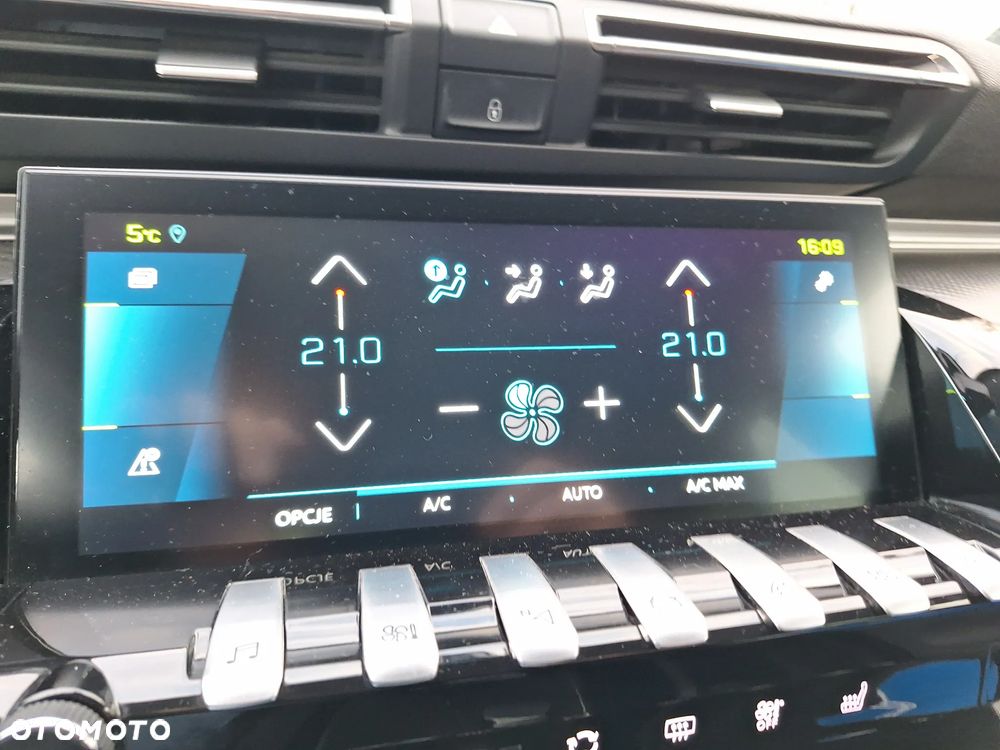 5°C
16:09
21.0
21.0
OPCJE A/C AUTO A/C MAX
OTOMOTO